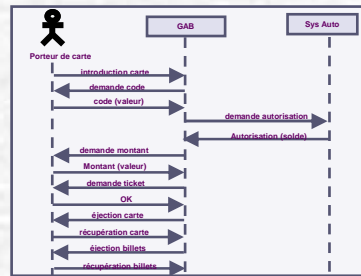 GAB
Sys Auto
Porteur de carte
introduction carte
demande code
code (valeur)
demande autorisation
Autorisation (solde)
demande montant
Montant (valeur)
demande ticket
OK
éjection carte
récupération carte
éjection billets
récupération billets